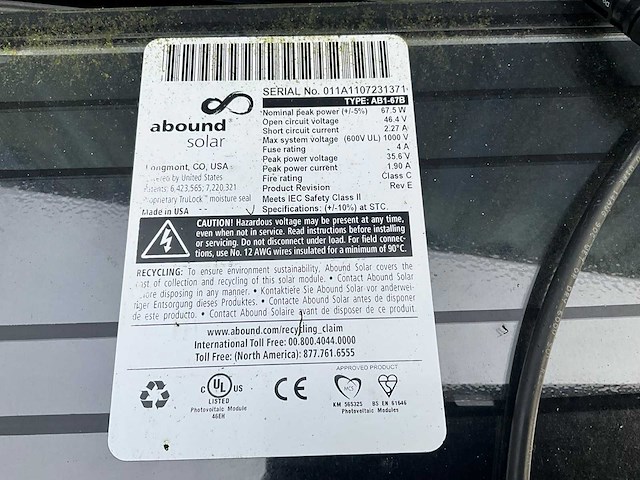 SERIAL No. 011A1107231371
TYPE: AB1-67B
Nominal peak power (+/-5%) 67.5 W
Open circuit voltage 46.4 V
Short circuit current 2.27 A
Max system voltage (600V UL) 1000 V
Fuse rating 4 A
Peak power voltage 35.6 V
Peak power current 1.90 A
Fire rating Class C
Product Revision Rev E
Meets IEC Safety Class II
Specifications: (+/-10%) at STC.
abound
solar
Longmont, CO, USA
by United States
6,423,565; 7,220,321
TruLock™ moisture seal
Made in USA
CAUTION! Hazardous voltage may be present at any time,
even when not in service. Read instructions before installing
or servicing. Do not disconnect under load. For field connec-
tions, use No. 12 AWG wires insulated for a minimum of 90°C.
RECYCLING: To ensure environment sustainability, Abound Solar covers the
cost of collection and recycling of this solar module. • Contact Abound Solar
before disposing in any manner. • Kontaktiere Sie Abound Solar vor anderwei-
tiger Entsorgung dieses Produktes. • Contacte Abound Solar antes de disponer
de este producto. • Contact Abound Solaire avant de disposer de ce produit.
www.abound.com/recycling_claim
International Toll Free: 00.800.4044.0000
Toll Free: (North America): 877.761.6555
APPROVED PRODUCT
C UL US
LISTED
Photovoltaic Module
46EH
CE
MCS
KM 565325 BS EN 61646
Photovoltaic Modules